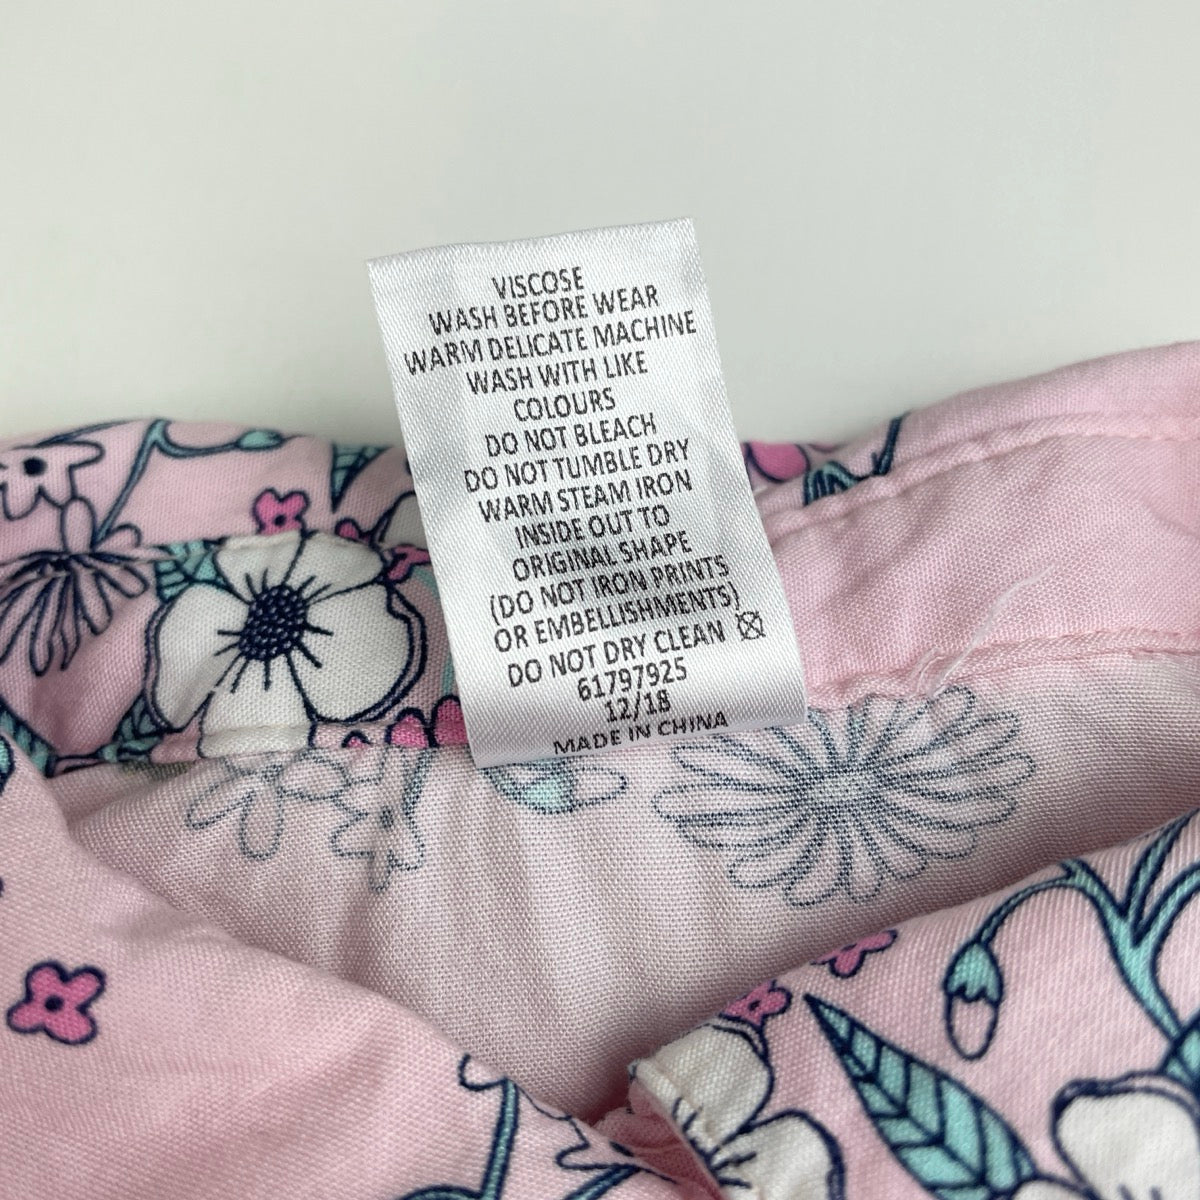 VISCOSE
WASH BEFORE WEAR
WARM DELICATE MACHINE
WASH WITH LIKE
COLOURS
DO NOT BLEACH
DO NOT TUMBLE DRY
WARM STEAM IRON
INSIDE OUT TO
ORIGINAL SHAPE
(DO NOT IRON PRINTS
OR EMBELLISHMENTS)
DO NOT DRY CLEAN
61797925
12/18
MADE IN CHINA